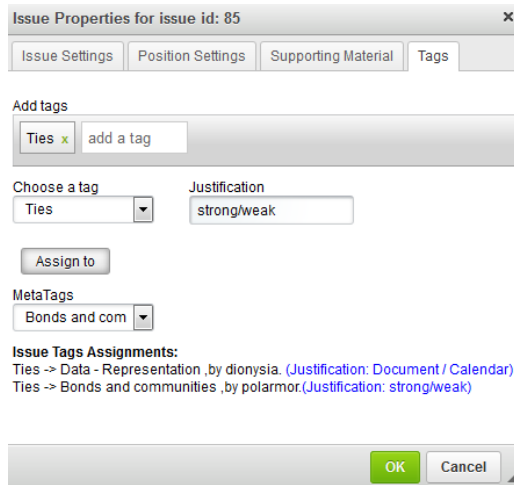 Issue Properties for issue id: 85 ×
Issue Settings Position Settings Supporting Material Tags
Add tags
Ties x add a tag
Choose a tag Justification
Ties strong/weak
Assign to
MetaTags
Bonds and com
Issue Tags Assignments:
Ties -> Data - Representation ,by dionysia. (Justification: Document / Calendar)
Ties -> Bonds and communities ,by polarmor.(Justification: strong/weak)
OK Cancel